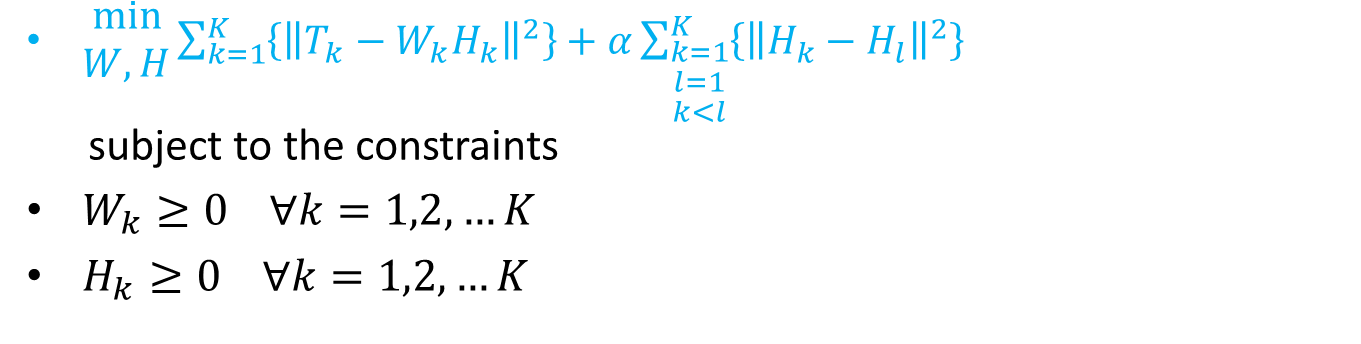 • min W, H ∑_{k=1}^{K}{‖T_k − W_k H_k‖²} + α ∑_{k=1, l=1, k<l}^{K}{‖H_k − H_l‖²}
subject to the constraints
• W_k ≥ 0 ∀k = 1,2, … K
• H_k ≥ 0 ∀k = 1,2, … K